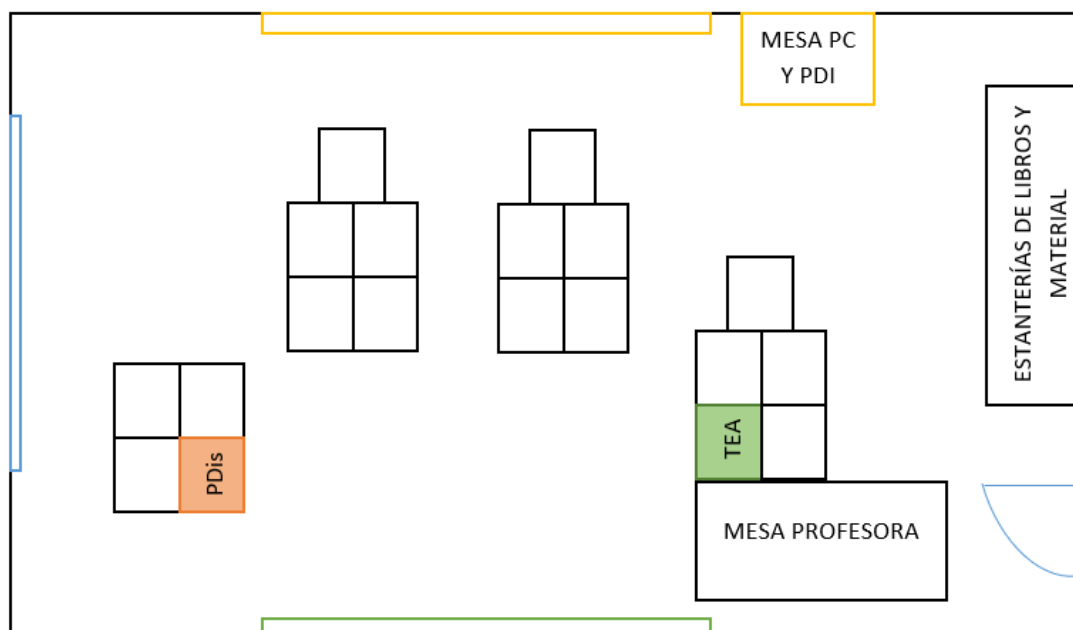 MESA PC
Y PDI
ESTANTERÍAS DE LIBROS Y
MATERIAL
TEA
PDis
MESA PROFESORA